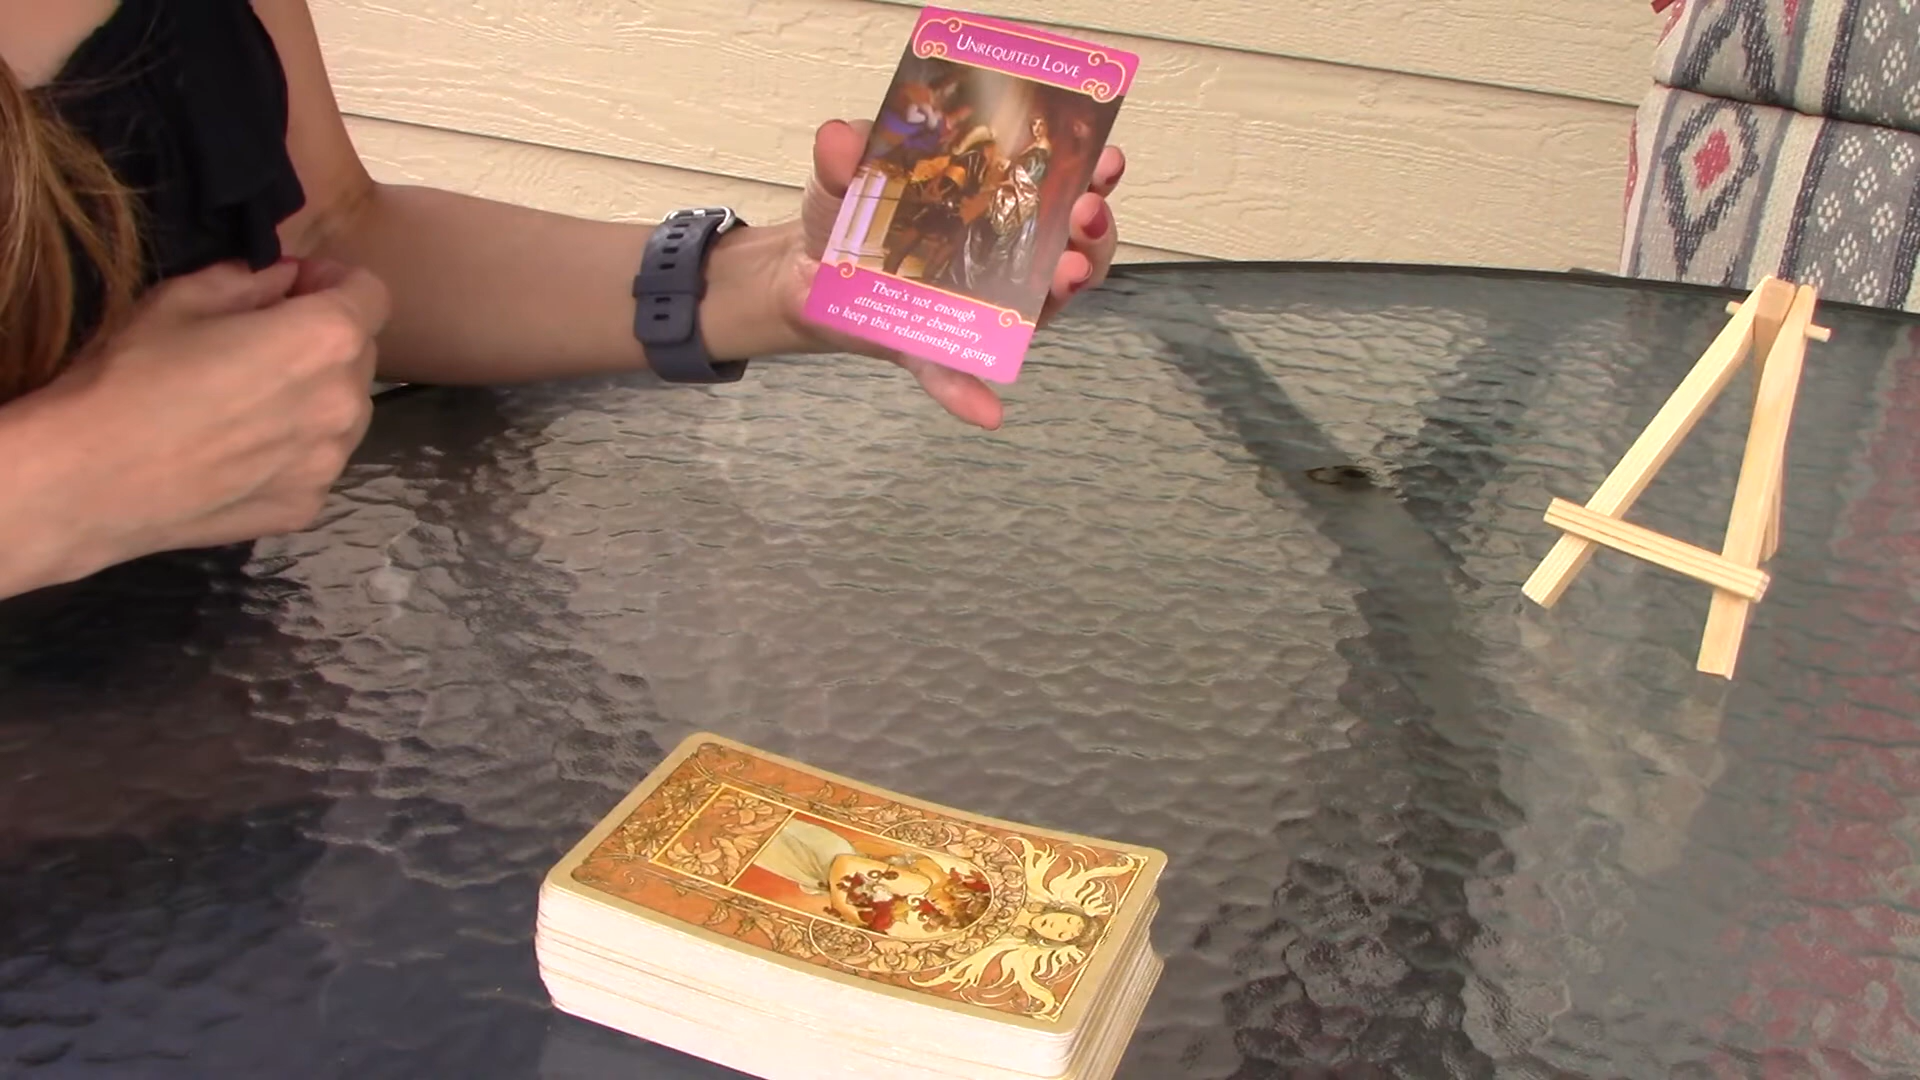 UNREQUITED LOVE
There's not enough
attraction or chemistry
to keep this relationship going.